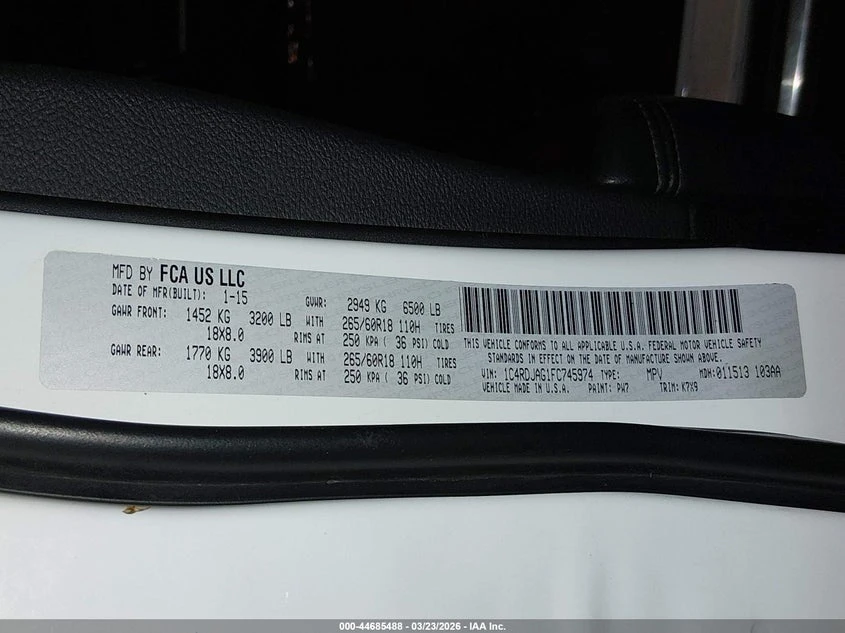 MFD BY FCA US LLC
DATE OF MFR(BUILT): 1-15 GVWR: 2949 KG 6500 LB
GAWR FRONT: 1452 KG 3200 LB WITH 265/60R18 110H TIRES
18X8.0 RIMS AT 250 KPA ( 36 PSI) COLD
GAWR REAR: 1770 KG 3900 LB WITH 265/60R18 110H TIRES
18X8.0 RIMS AT 250 KPA ( 36 PSI) COLD
THIS VEHICLE CONFORMS TO ALL APPLICABLE U.S.A. FEDERAL MOTOR VEHICLE SAFETY
STANDARDS IN EFFECT ON THE DATE OF MANUFACTURE SHOWN ABOVE.
VIN: 1C4RDJAG1FC745974 TYPE: MPV MDH:011513 103AA
VEHICLE MADE IN U.S.A. PAINT: PW7 TRIM: K7X9
000-44685488 - 03/23/2026 - IAA Inc.